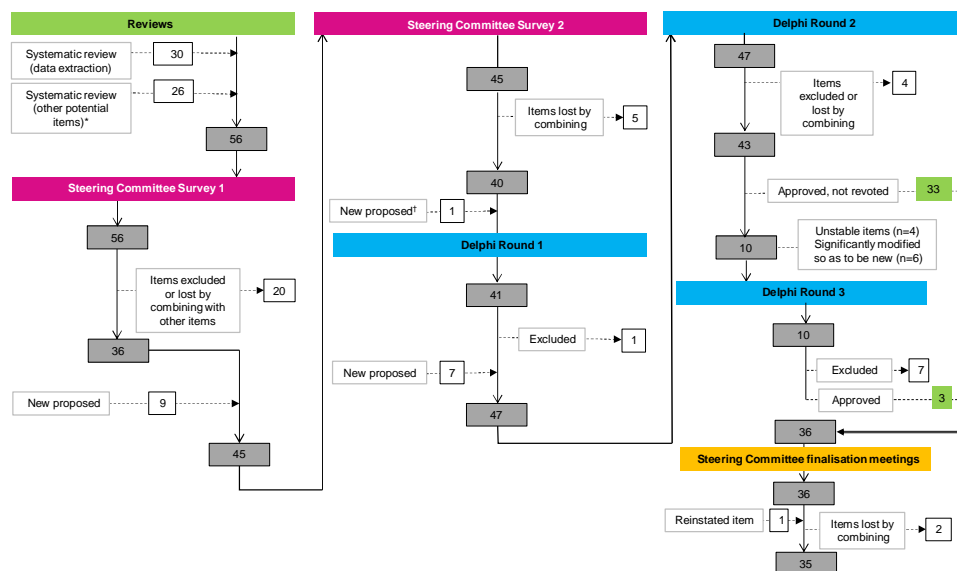 Reviews
Systematic review
(data extraction)
30
Systematic review
(other potential
items)*
26
56
Steering Committee Survey 1
56
Items excluded
or lost by
combining with
other items
20
36
New proposed
9
45
Steering Committee Survey 2
45
Items lost by
combining
5
40
New proposed†
1
Delphi Round 1
41
Excluded
1
New proposed
7
47
Delphi Round 2
47
Items
excluded or
lost by
combining
4
43
Approved, not revoted
33
10
Unstable items (n=4)
Significantly modified
so as to be new (n=6)
Delphi Round 3
10
Excluded
7
Approved
3
36
Steering Committee finalisation meetings
36
Reinstated item
1
Items lost by
combining
2
35